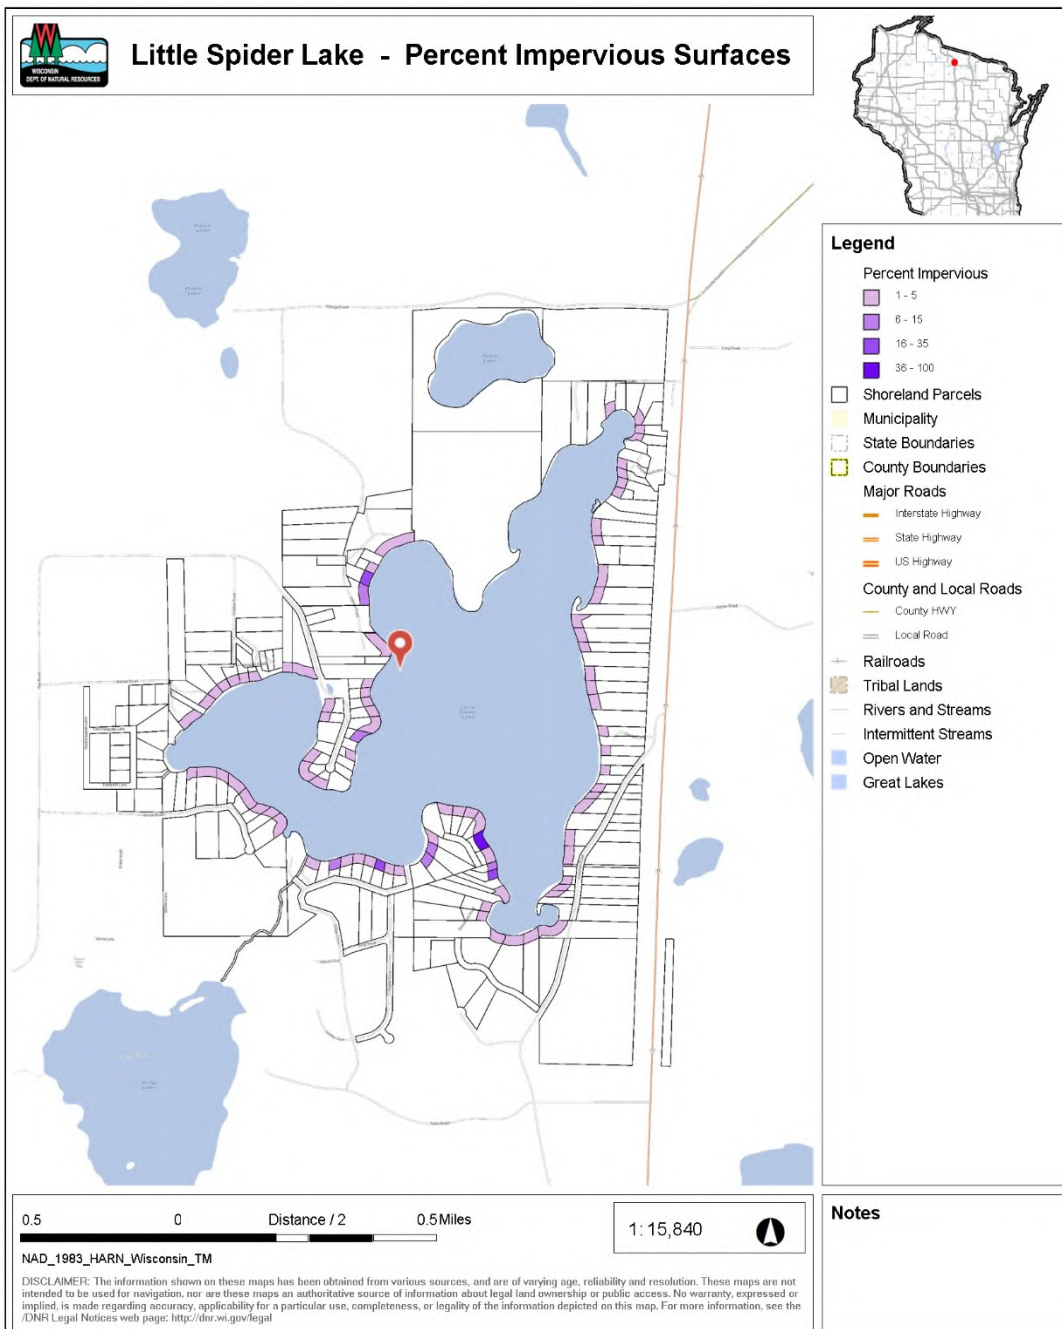 WISCONSIN
DEPT. OF NATURAL RESOURCES
Little Spider Lake - Percent Impervious Surfaces
Legend
Percent Impervious
1 - 5
6 - 15
16 - 35
36 - 100
Shoreland Parcels
Municipality
State Boundaries
County Boundaries
Major Roads
Interstate Highway
State Highway
US Highway
County and Local Roads
County HWY
Local Road
Railroads
Tribal Lands
Rivers and Streams
Intermittent Streams
Open Water
Great Lakes
0.5 0 Distance / 2 0.5 Miles
1: 15,840
NAD_1983_HARN_Wisconsin_TM
DISCLAIMER: The information shown on these maps has been obtained from various sources, and are of varying age, reliability and resolution. These maps are not
intended to be used for navigation, nor are these maps an authoritative source of information about legal land ownership or public access. No warranty, expressed or
implied, is made regarding accuracy, applicability for a particular use, completeness, or legality of the information depicted on this map. For more information, see the
/DNR Legal Notices web page: http://dnr.wi.gov/legal
Notes